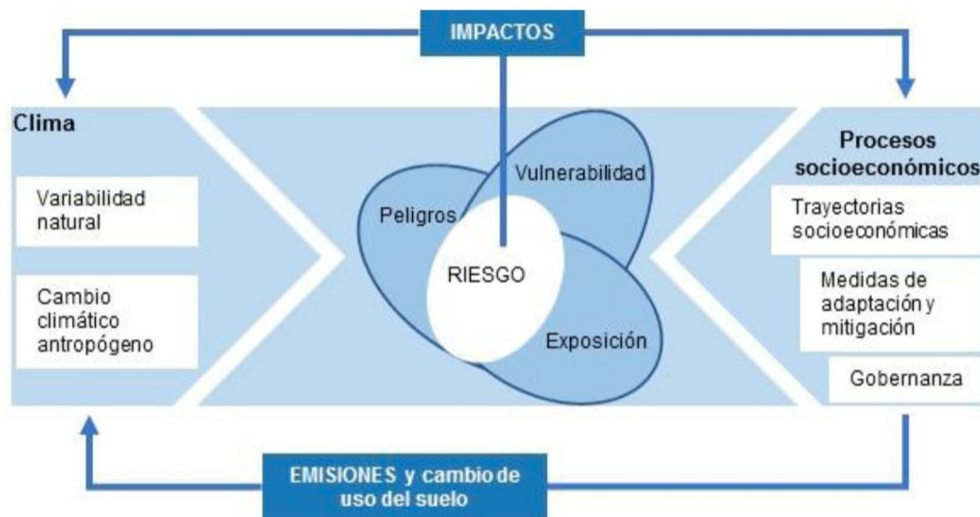 IMPACTOS
Clima
Variabilidad
natural
Cambio
climático
antropógeno
Peligros
Vulnerabilidad
RIESGO
Exposición
Procesos
socioeconómicos
Trayectorias
socioeconómicas
Medidas de
adaptación y
mitigación
Gobernanza
EMISIONES y cambio de
uso del suelo